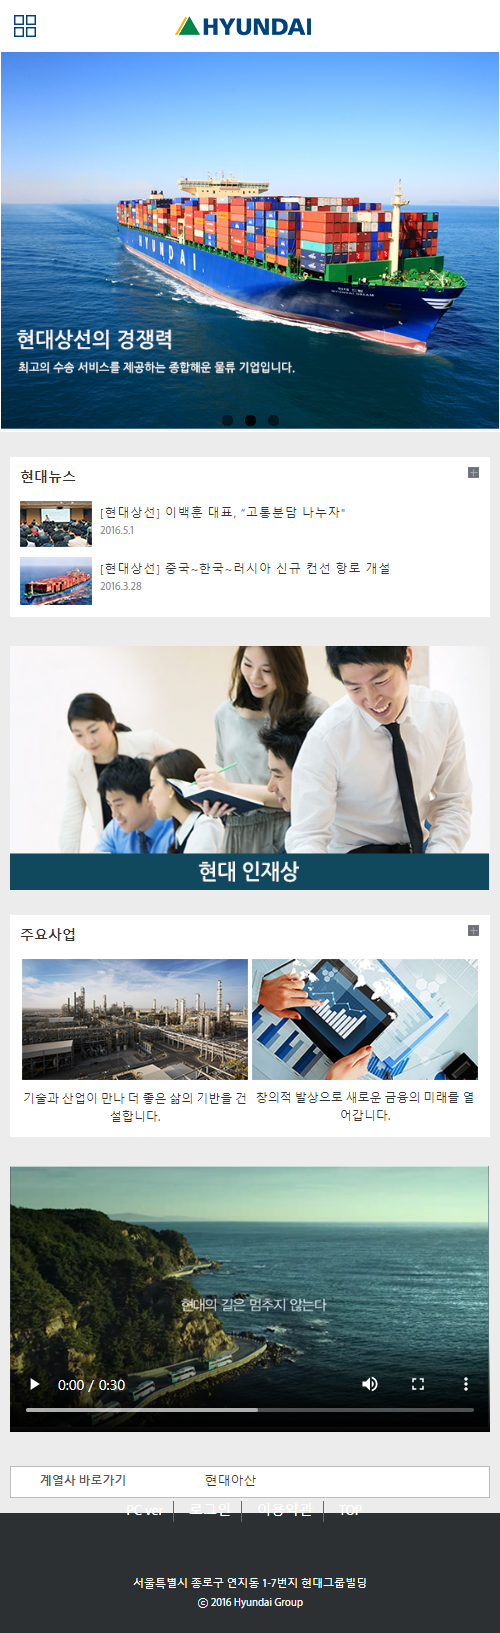 HYUNDAI
HYUNDAI
현대상선의 경쟁력
최고의 수송 서비스를 제공하는 종합해운 물류 기업입니다.
현대뉴스
[현대상선] 이백훈 대표, "고통분담 나누자"
2016.5.1
[현대상선] 중국~한국~러시아 신규 컨선 항로 개설
2016.3.28
현대 인재상
주요사업
기술과 산업이 만나 더 좋은 삶의 기반을 건
설합니다.
창의적 발상으로 새로운 금융의 미래를 열
어갑니다.
현대의 길은 멈추지 않는다
0:00 / 0:30
계열사 바로가기 현대아산
PC ver 로그인 이용약관 TOP
서울특별시 종로구 연지동 1-7번지 현대그룹빌딩
ⓒ 2016 Hyundai Group